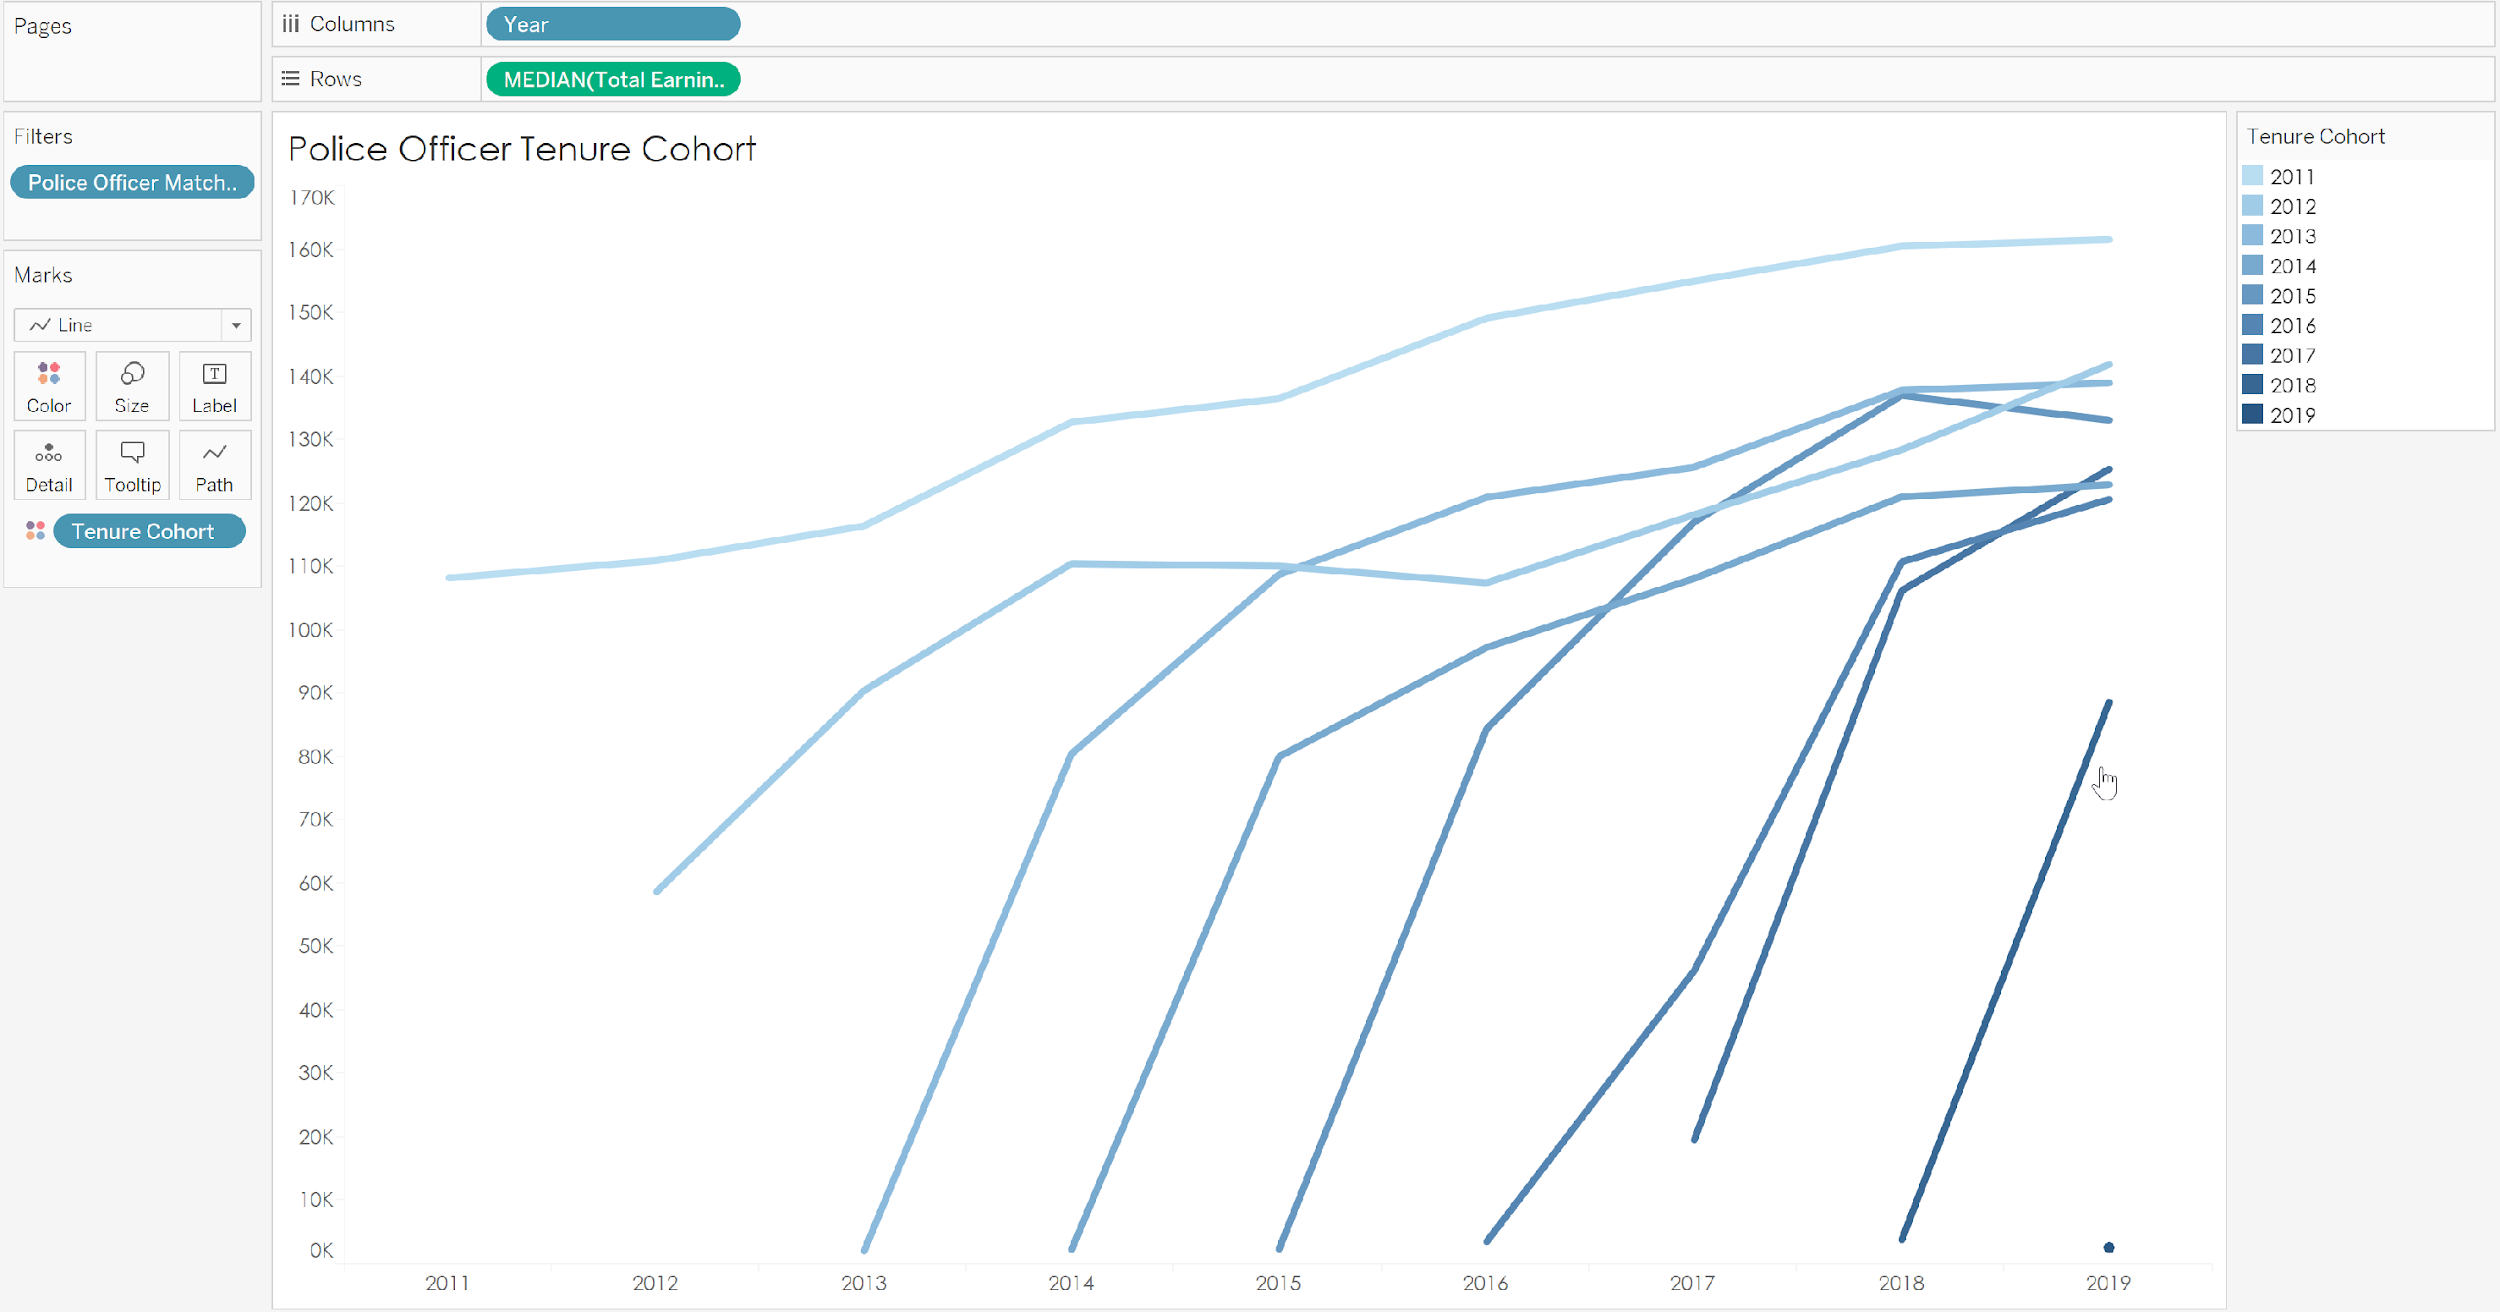 Pages
Columns
Year
Rows
MEDIAN(Total Earnin..
Filters
Police Officer Match..
Marks
Line
Color
Size
Label
Detail
Tooltip
Path
Tenure Cohort
Police Officer Tenure Cohort
170K
160K
150K
140K
130K
120K
110K
100K
90K
80K
70K
60K
50K
40K
30K
20K
10K
0K
2011
2012
2013
2014
2015
2016
2017
2018
2019
Tenure Cohort
2011
2012
2013
2014
2015
2016
2017
2018
2019